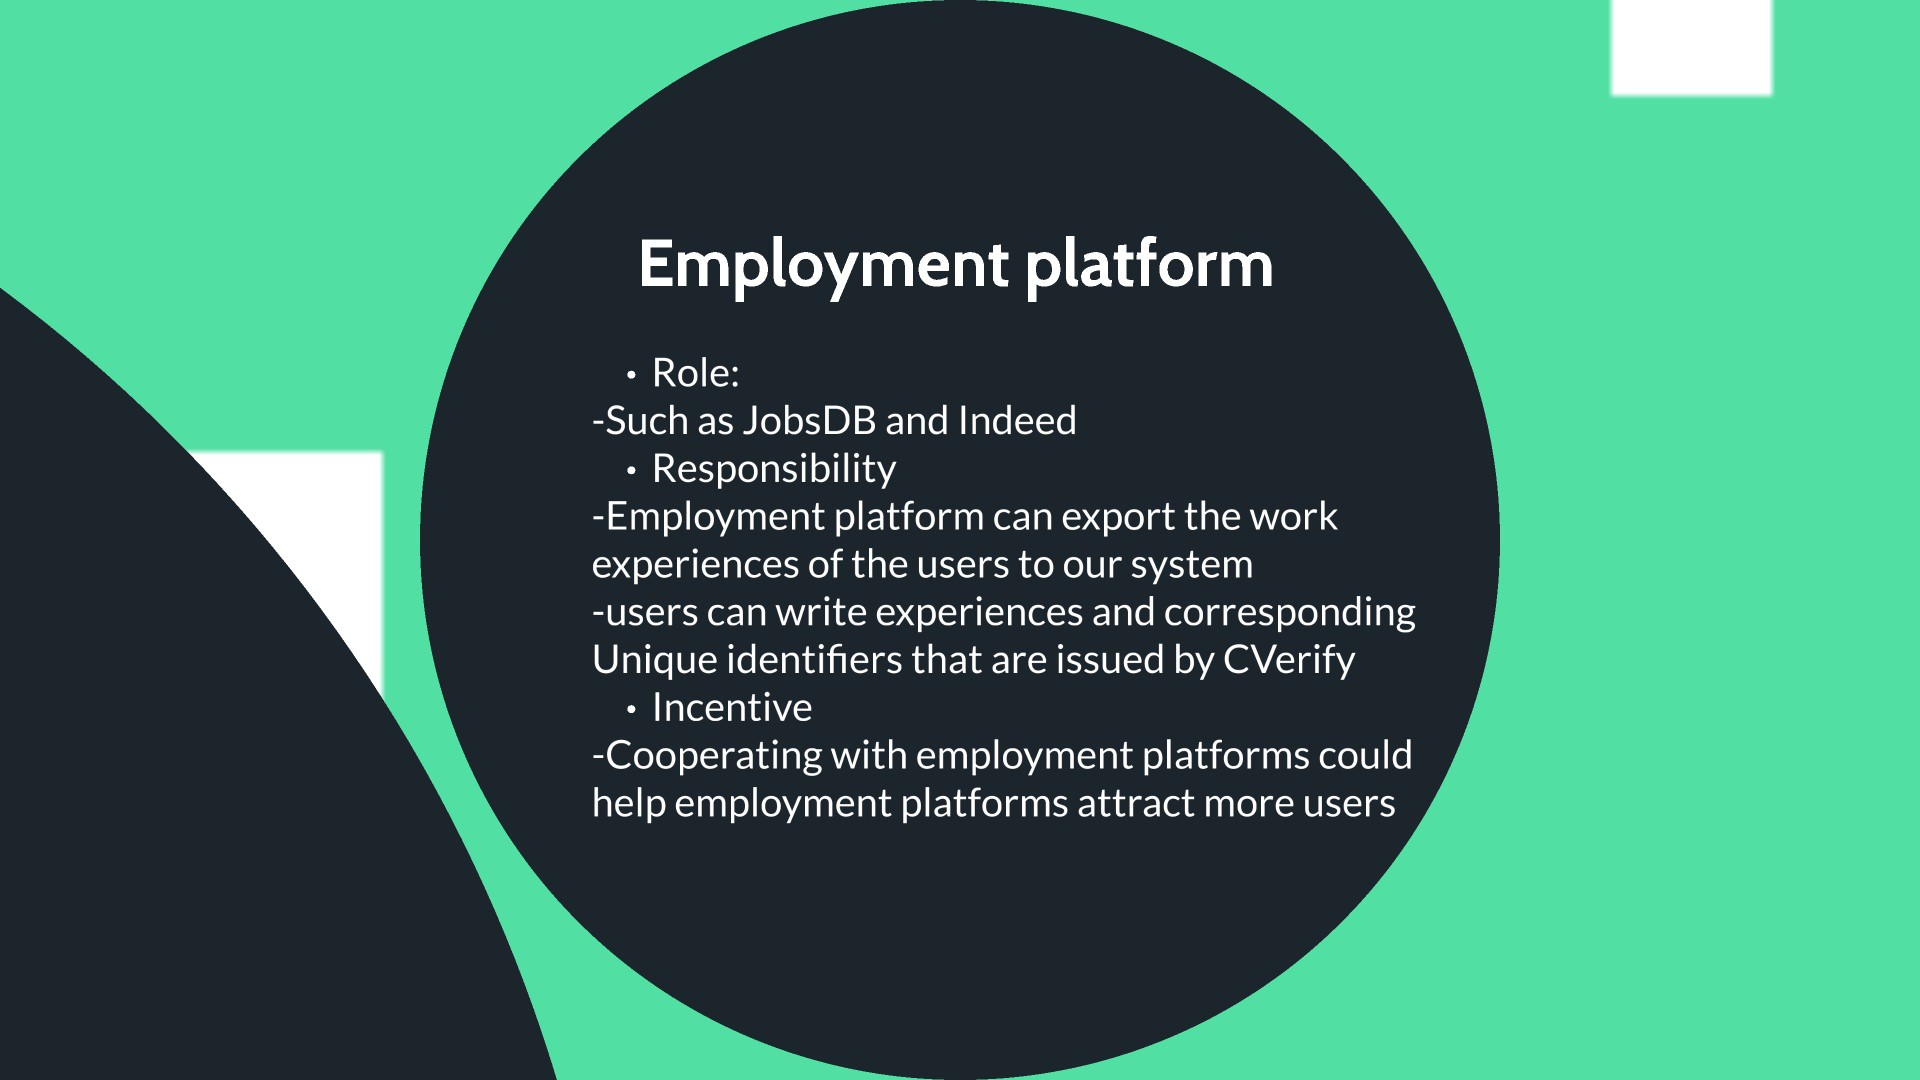 Employment platform
• Role:
-Such as JobsDB and Indeed
• Responsibility
-Employment platform can export the work
experiences of the users to our system
-users can write experiences and corresponding
Unique identifiers that are issued by CVerify
• Incentive
-Cooperating with employment platforms could
help employment platforms attract more users